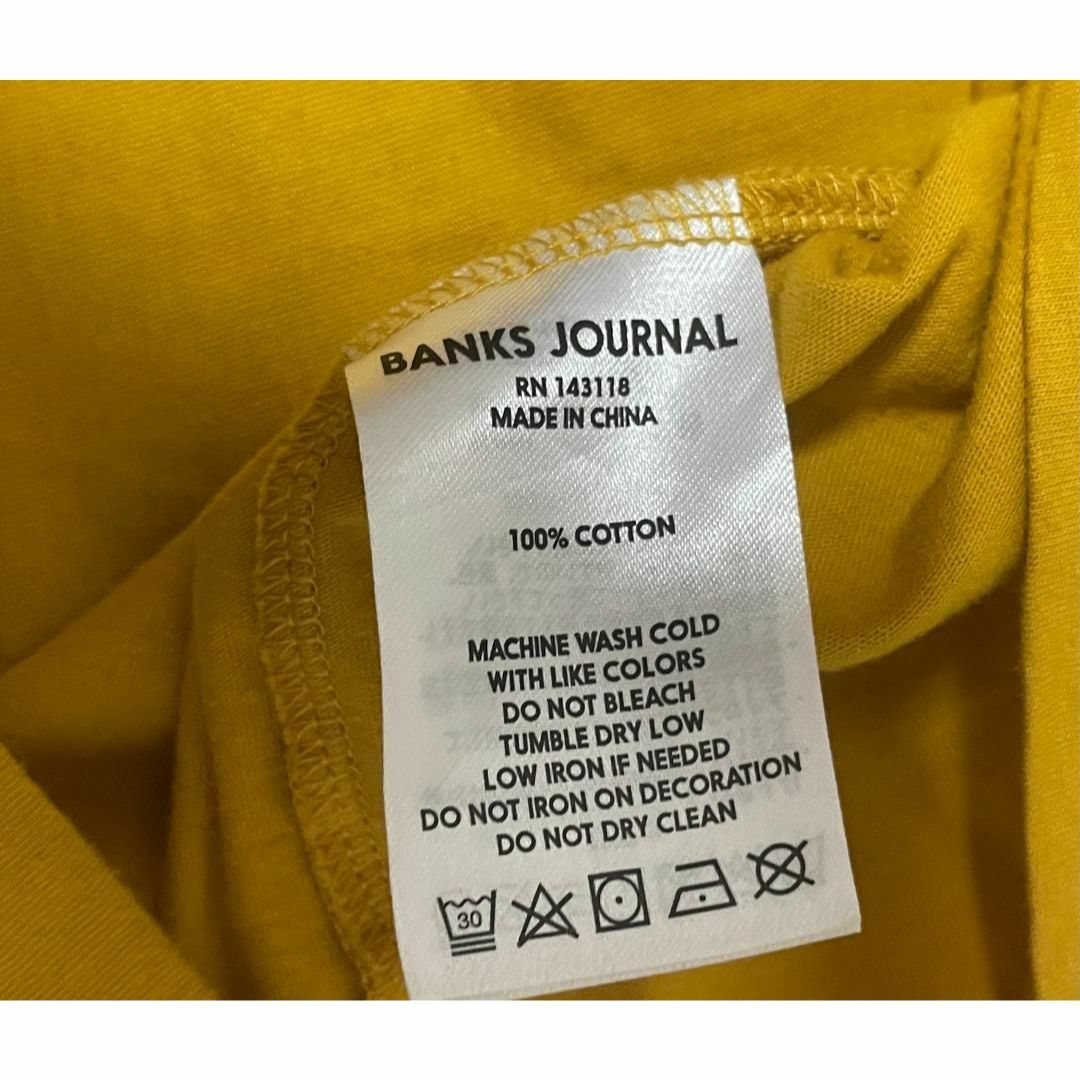 BANKS JOURNAL
RN 143118
MADE IN CHINA
100% COTTON
MACHINE WASH COLD
WITH LIKE COLORS
DO NOT BLEACH
TUMBLE DRY LOW
LOW IRON IF NEEDED
DO NOT IRON ON DECORATION
DO NOT DRY CLEAN
30